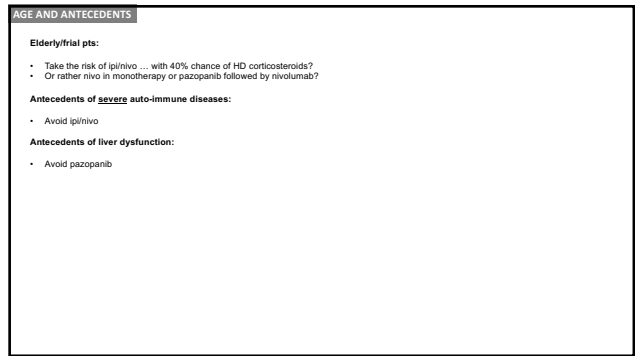 AGE AND ANTECEDENTS
Elderly/frial pts:
• Take the risk of ipi/nivo … with 40% chance of HD corticosteroids?
• Or rather nivo in monotherapy or pazopanib followed by nivolumab?
Antecedents of severe auto-immune diseases:
• Avoid ipi/nivo
Antecedents of liver dysfunction:
• Avoid pazopanib